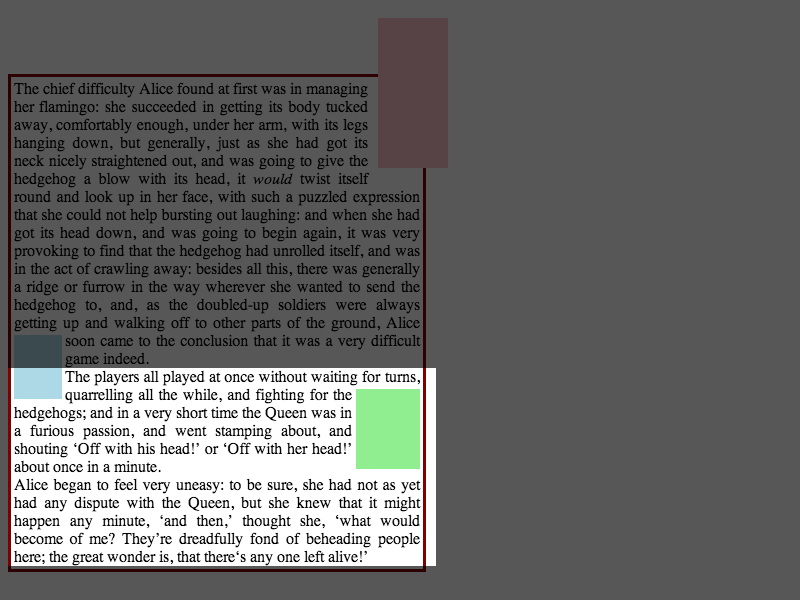 The chief difficulty Alice found at first was in managing
her flamingo: she succeeded in getting its body tucked
away, comfortably enough, under her arm, with its legs
hanging down, but generally, just as she had got its
neck nicely straightened out, and was going to give the
hedgehog a blow with its head, it would twist itself
round and look up in her face, with such a puzzled expression
that she could not help bursting out laughing: and when she had
got its head down, and was going to begin again, it was very
provoking to find that the hedgehog had unrolled itself, and was
in the act of crawling away: besides all this, there was generally
a ridge or furrow in the way wherever she wanted to send the
hedgehog to, and, as the doubled-up soldiers were always
getting up and walking off to other parts of the ground, Alice
soon came to the conclusion that it was a very difficult
game indeed.
The players all played at once without waiting for turns,
quarrelling all the while, and fighting for the
hedgehogs; and in a very short time the Queen was in
a furious passion, and went stamping about, and
shouting ‘Off with his head!’ or ‘Off with her head!’
about once in a minute.
Alice began to feel very uneasy: to be sure, she had not as yet
had any dispute with the Queen, but she knew that it might
happen any minute, ‘and then,’ thought she, ‘what would
become of me? They’re dreadfully fond of beheading people
here; the great wonder is, that there‘s any one left alive!’